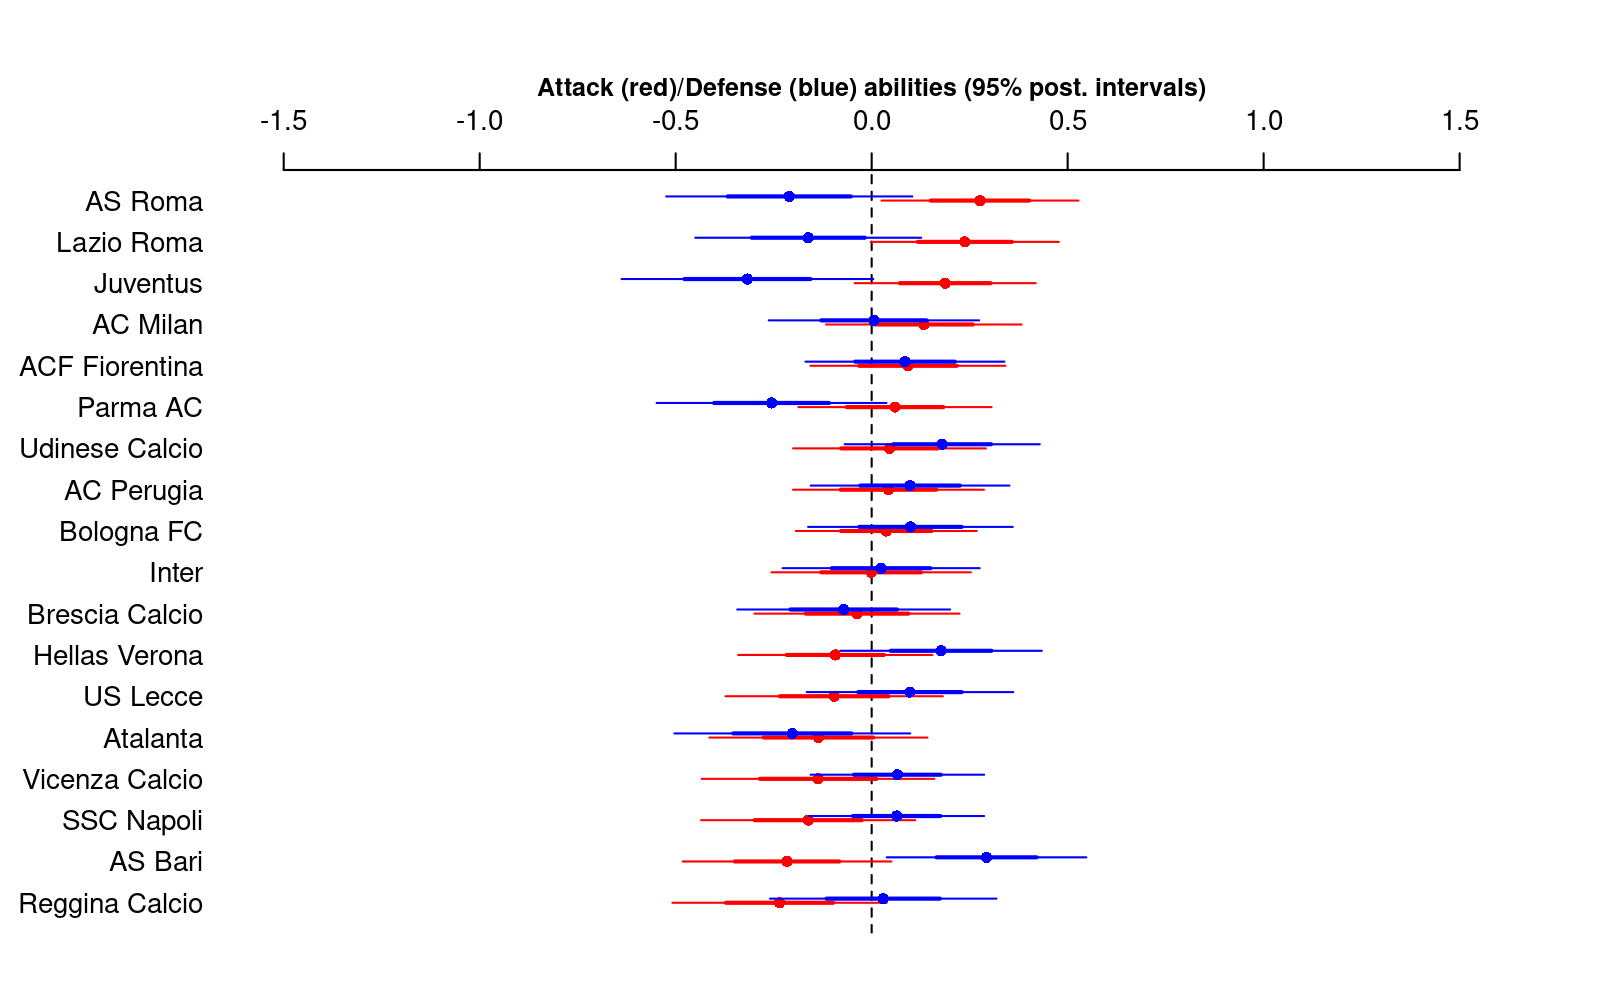 Attack (red)/Defense (blue) abilities (95% post. intervals)
-1.5 -1.0 -0.5 0.0 0.5 1.0 1.5
AS Roma
Lazio Roma
Juventus
AC Milan
ACF Fiorentina
Parma AC
Udinese Calcio
AC Perugia
Bologna FC
Inter
Brescia Calcio
Hellas Verona
US Lecce
Atalanta
Vicenza Calcio
SSC Napoli
AS Bari
Reggina Calcio